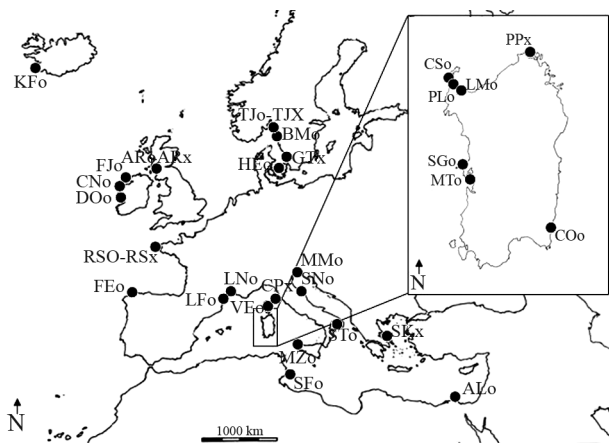 KFo
TJo-TJX
BMo
GTx
HEo
ARo ARx
FJo
CNo
DOo
RSO-RSx
FEo
LFo
LNo
VEo
CPx
MMo
SNo
STo
SKx
MZo
SFo
ALo
N
1000 km
PPx
CSo
PLo
LMo
SGo
MTo
COo
N